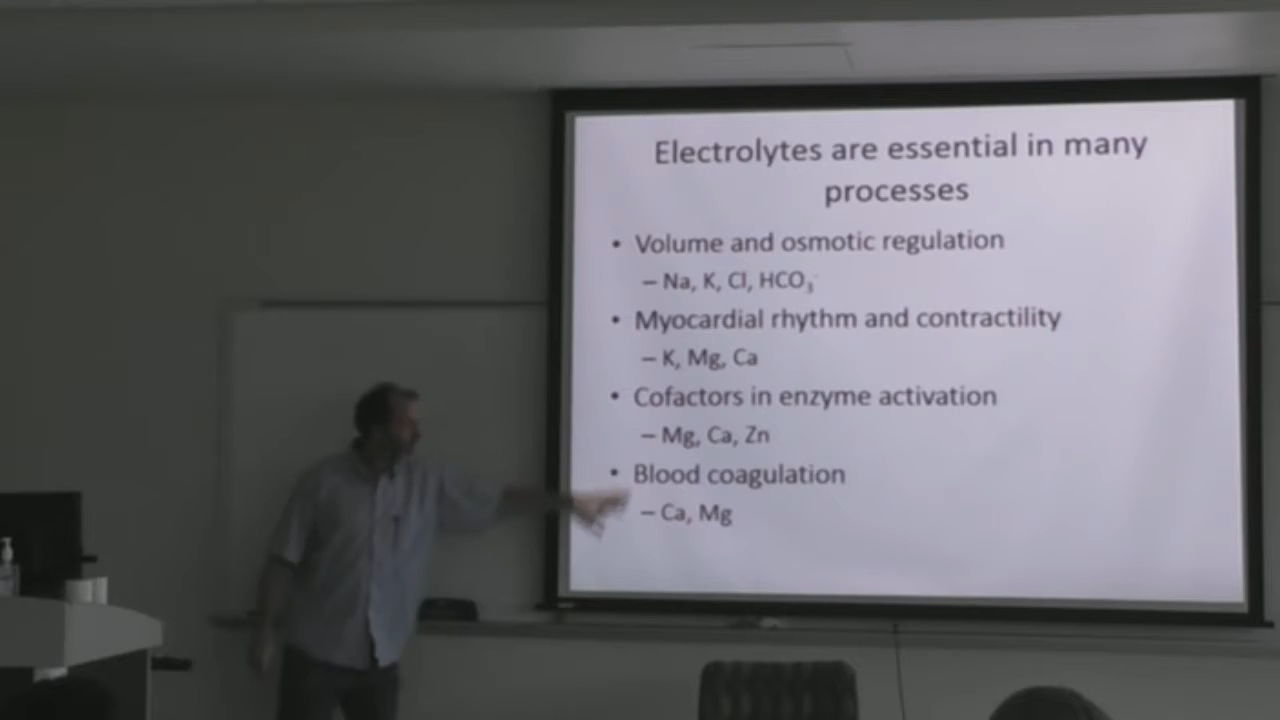 Electrolytes are essential in many
processes
• Volume and osmotic regulation
– Na, K, Cl, HCO₃⁻
• Myocardial rhythm and contractility
– K, Mg, Ca
• Cofactors in enzyme activation
– Mg, Ca, Zn
• Blood coagulation
– Ca, Mg